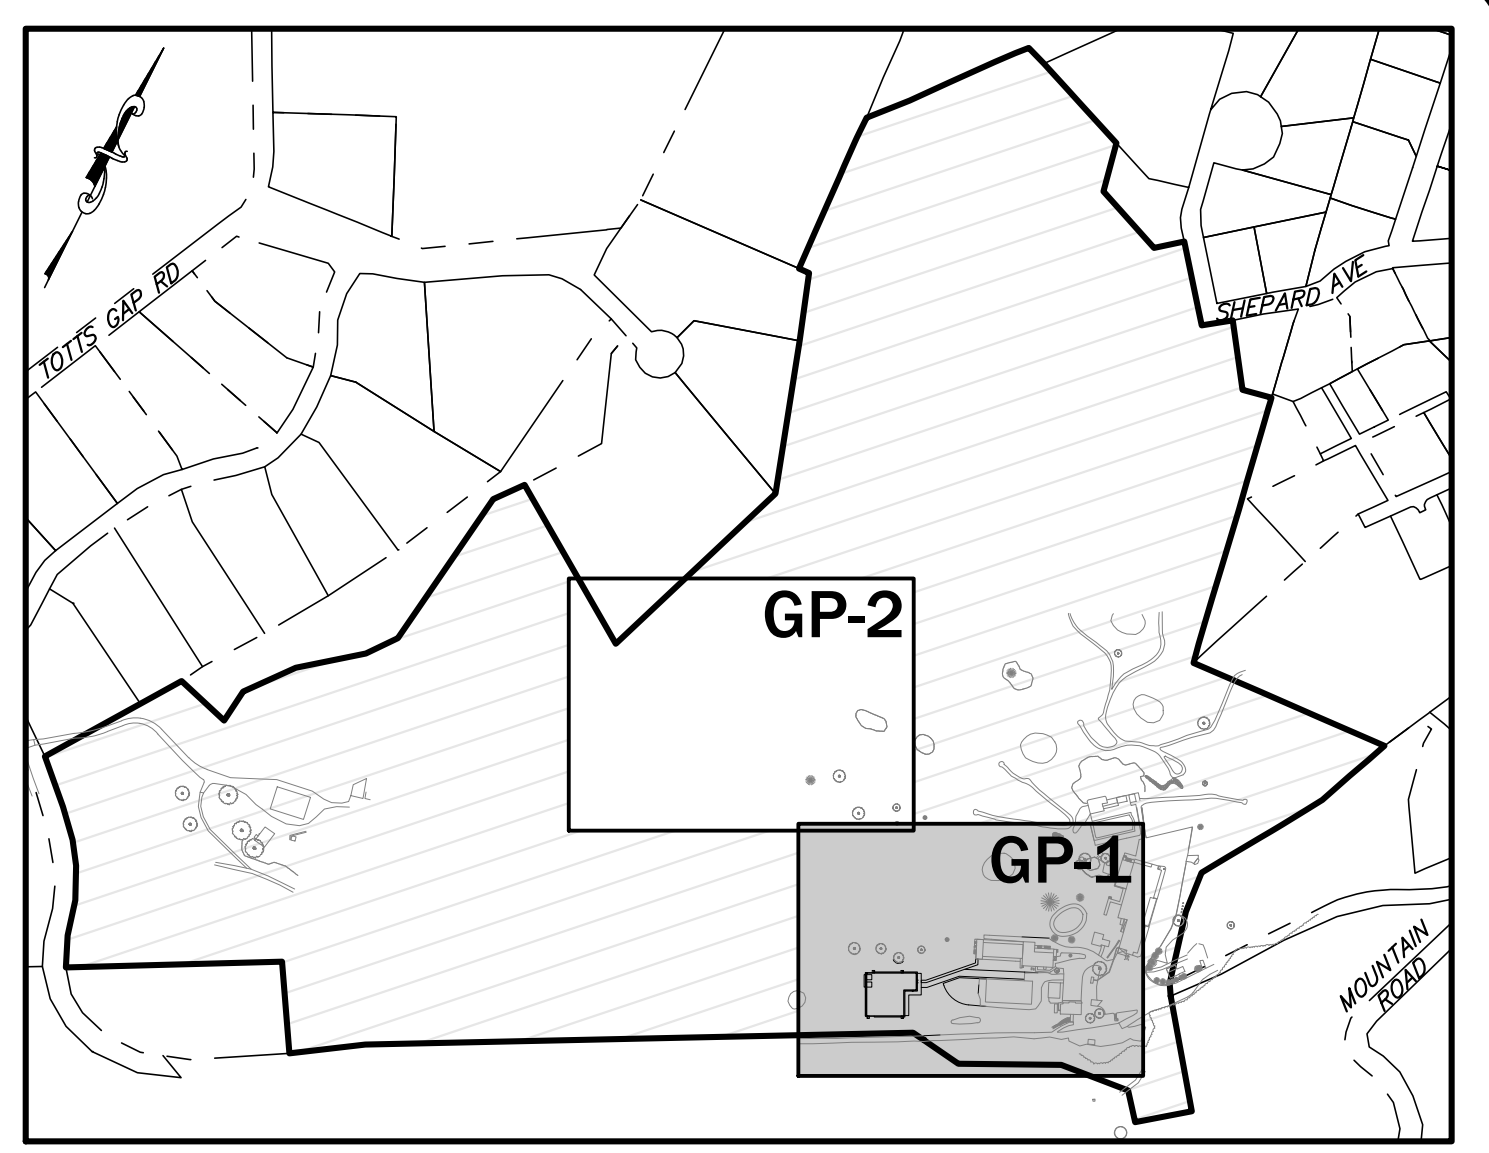 TOTTS GAP RD
SHEPARD AVE
GP-2
GP-1
MOUNTAIN
ROAD